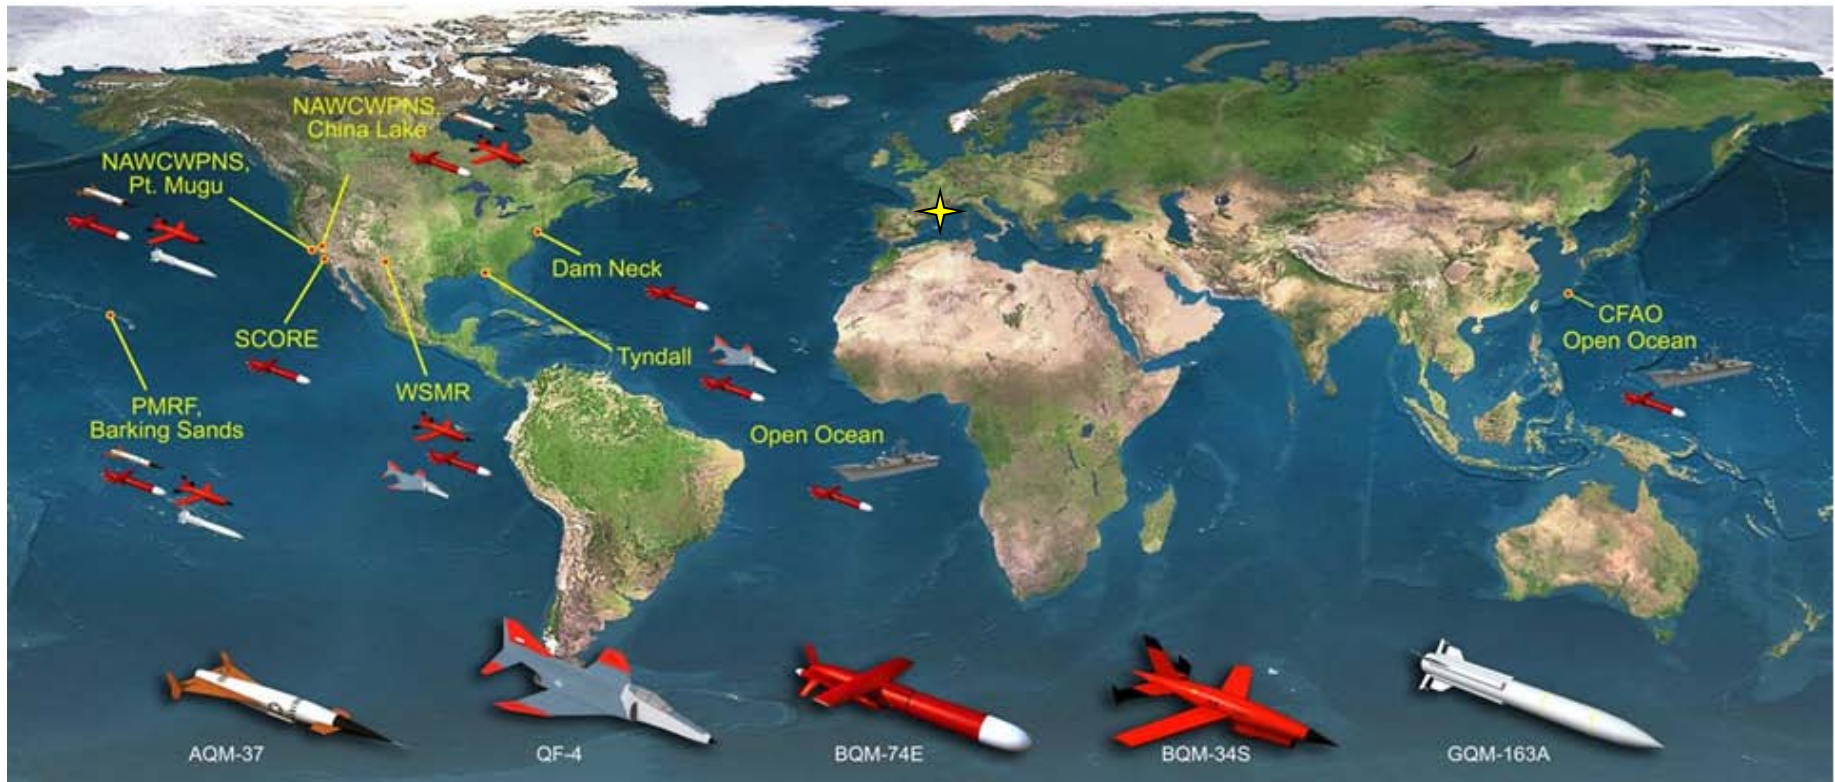 NAWCWPNS,
China Lake
NAWCWPNS,
Pt. Mugu
Dam Neck
SCORE
Tyndall
WSMR
PMRF,
Barking Sands
Open Ocean
CFAO
Open Ocean
AQM-37
QF-4
BQM-74E
BQM-34S
GQM-163A